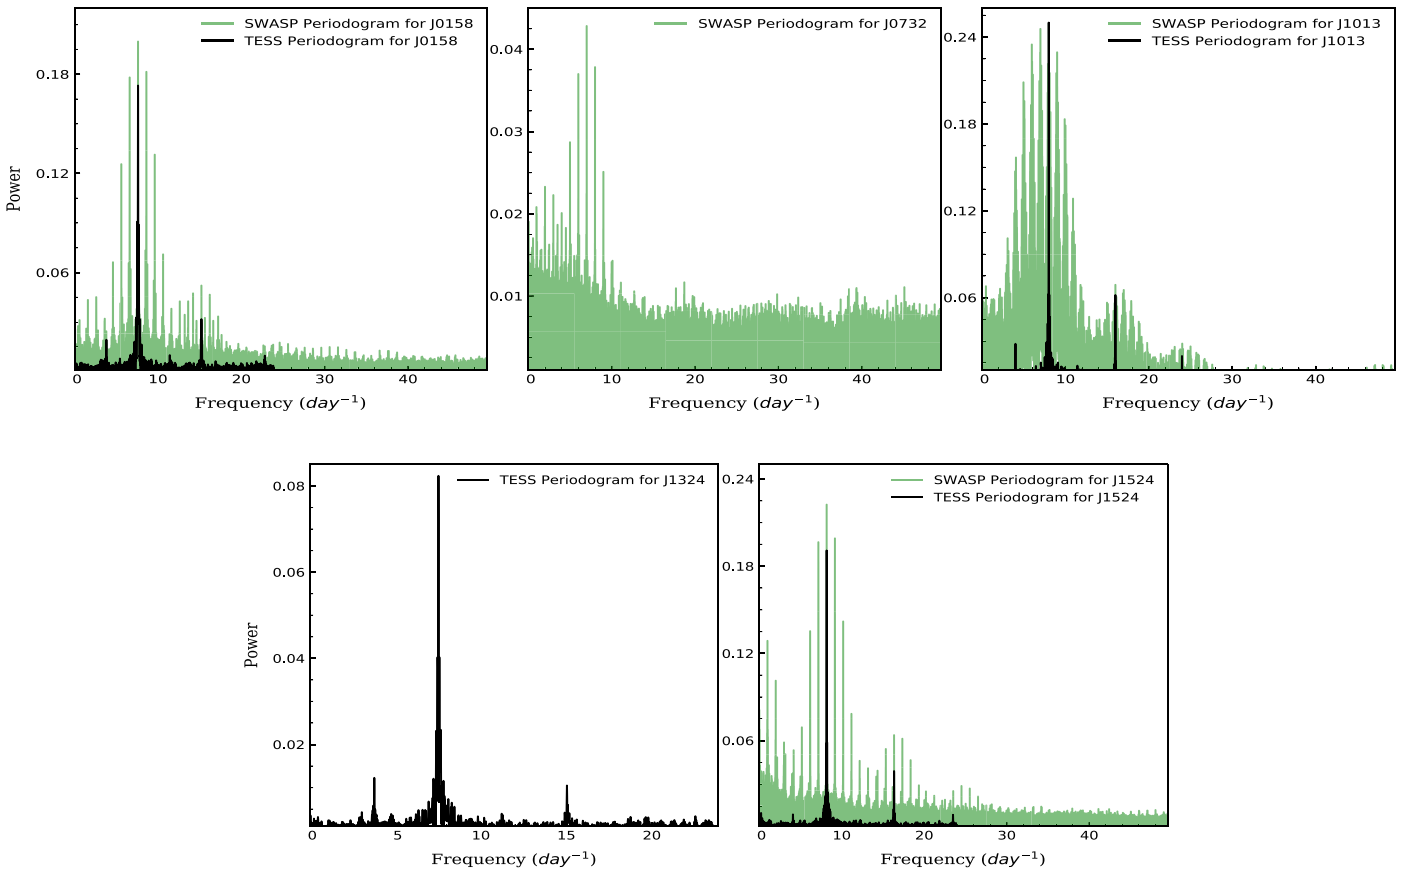 SWASP Periodogram for J0158
TESS Periodogram for J0158
0.18
0.12
0.06
Power
0 10 20 30 40
Frequency (day⁻¹)
SWASP Periodogram for J0732
0.04
0.03
0.02
0.01
0 10 20 30 40
Frequency (day⁻¹)
SWASP Periodogram for J1013
TESS Periodogram for J1013
0.24
0.18
0.12
0.06
0 10 20 30 40
Frequency (day⁻¹)
TESS Periodogram for J1324
0.08
0.06
0.04
0.02
Power
0 5 10 15 20
Frequency (day⁻¹)
SWASP Periodogram for J1524
TESS Periodogram for J1524
0.24
0.18
0.12
0.06
0 10 20 30 40
Frequency (day⁻¹)